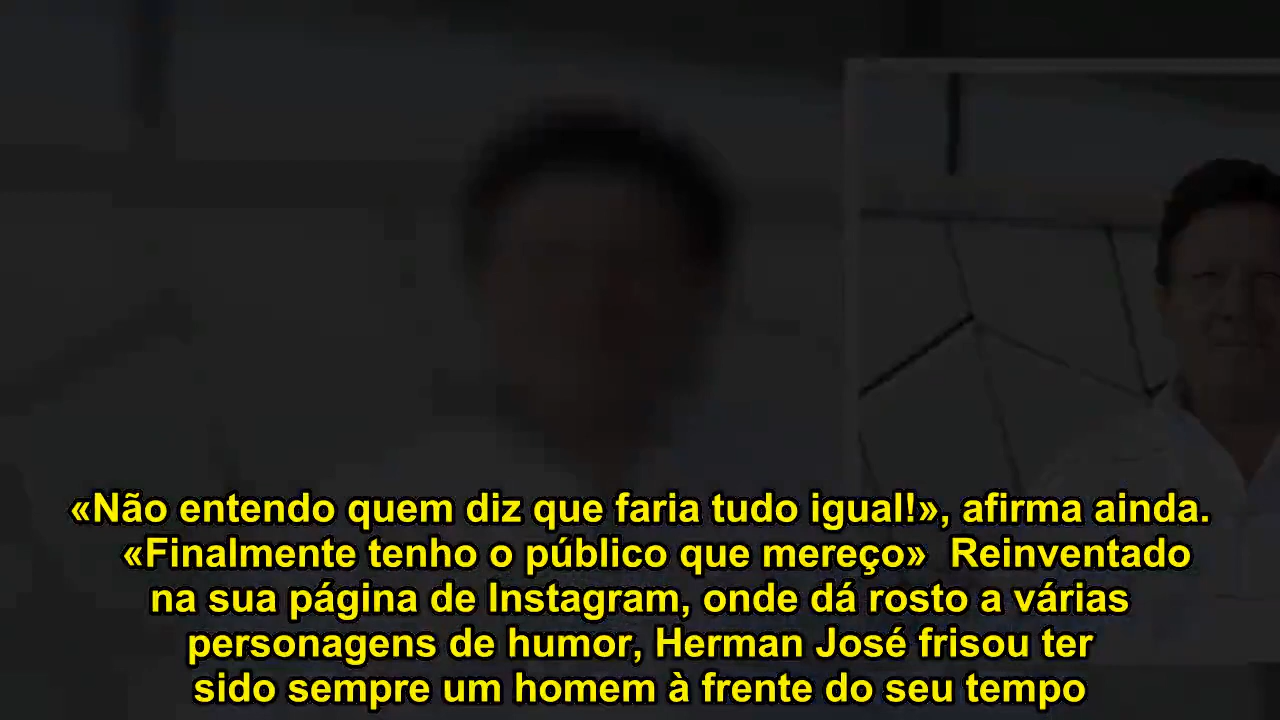 «Não entendo quem diz que faria tudo igual!», afirma ainda.
«Finalmente tenho o público que mereço»  Reinventado
na sua página de Instagram, onde dá rosto a várias
personagens de humor, Herman José frisou ter
sido sempre um homem à frente do seu tempo